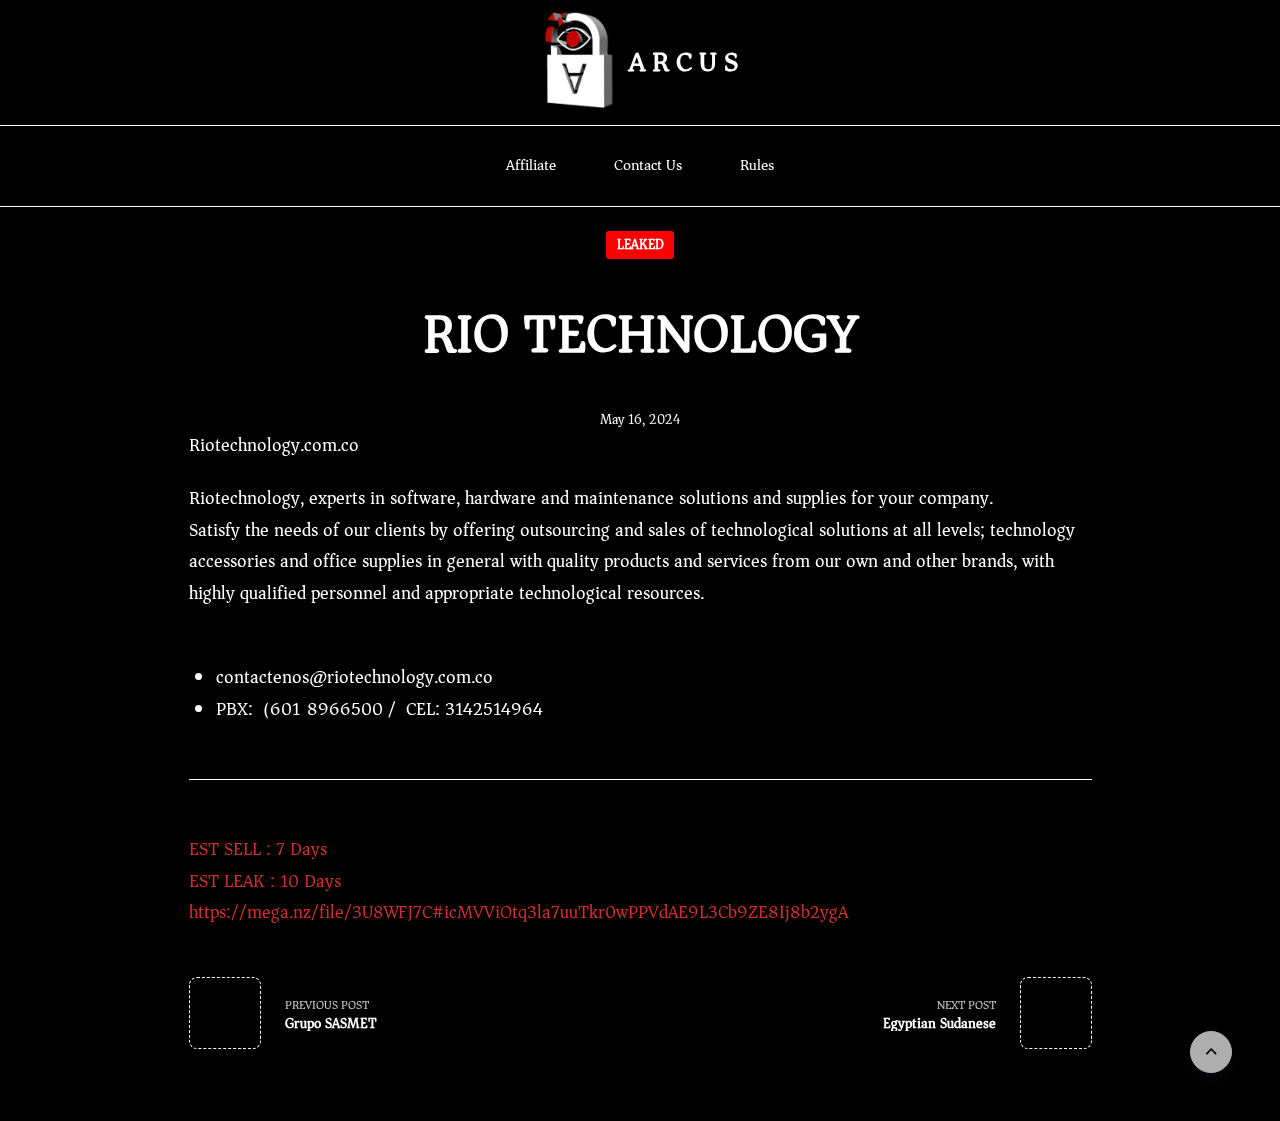 ARCUS
Affiliate Contact Us Rules
LEAKED
RIO TECHNOLOGY
May 16, 2024
Riotechnology.com.co
Riotechnology, experts in software, hardware and maintenance solutions and supplies for your company.
Satisfy the needs of our clients by offering outsourcing and sales of technological solutions at all levels; technology
accessories and office supplies in general with quality products and services from our own and other brands, with
highly qualified personnel and appropriate technological resources.
contactenos@riotechnology.com.co
PBX: (601 8966500 / CEL: 3142514964
EST SELL : 7 Days
EST LEAK : 10 Days
https://mega.nz/file/3U8WFJ7C#icMVViOtq3la7uuTkr0wPPVdAE9L3Cb9ZE8Ij8b2ygA
PREVIOUS POST
Grupo SASMET
NEXT POST
Egyptian Sudanese